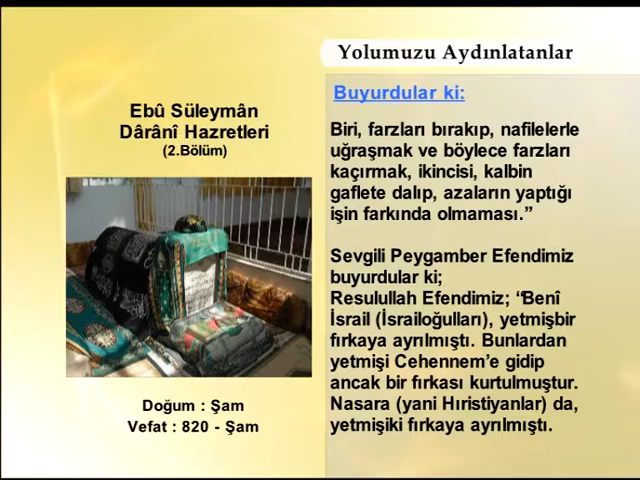 Yolumuzu Aydınlatanlar
Ebû Süleymân
Dârânî Hazretleri
(2.Bölüm)
Doğum : Şam
Vefat : 820 - Şam
Buyurdular ki:
Biri, farzları bırakıp, nafilelerle
uğraşmak ve böylece farzları
kaçırmak, ikincisi, kalbin
gaflete dalıp, azaların yaptığı
işin farkında olmaması.”
Sevgili Peygamber Efendimiz
buyurdular ki;
Resulullah Efendimiz; “Benî
İsrail (İsrailoğulları), yetmişbir
fırkaya ayrılmıştı. Bunlardan
yetmişi Cehennem’e gidip
ancak bir fırkası kurtulmuştur.
Nasara (yani Hıristiyanlar) da,
yetmişiki fırkaya ayrılmıştı.